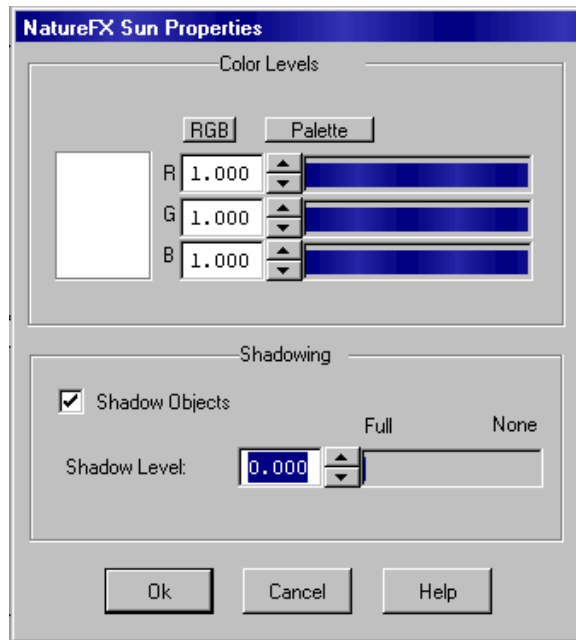 NatureFX Sun Properties
Color Levels
RGB Palette
R 1.000
G 1.000
B 1.000
Shadowing
Shadow Objects
Full None
Shadow Level: 0.000
Ok Cancel Help